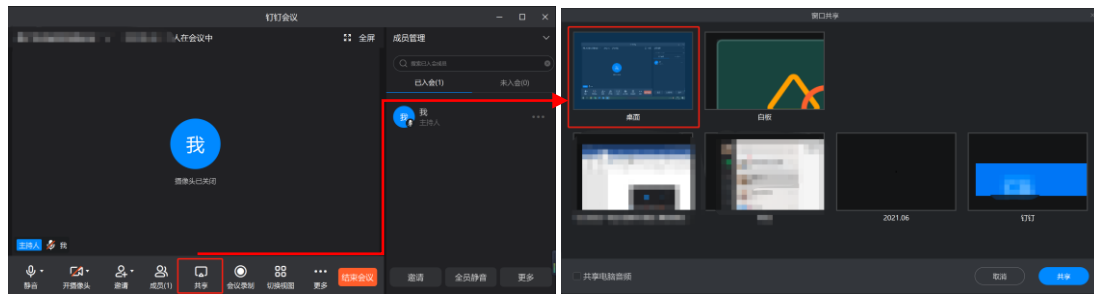 钉钉会议
人在会议中
全屏
成员管理
搜索已入会成员
已入会(1)
未入会(0)
我
我
主持人
我
摄像头已关闭
主持人
我
静音
开摄像头
邀请
成员(1)
共享
会议录制
切换视图
更多
结束会议
邀请
全员静音
更多
窗口共享
桌面
白板
2021.06
钉钉
共享电脑音频
取消
共享